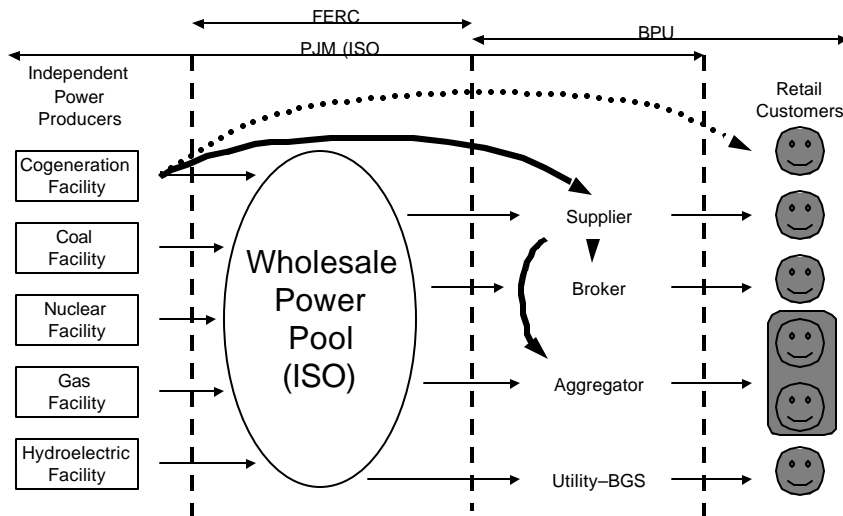 FERC
BPU
PJM (ISO
Independent
Power
Producers
Retail
Customers
Cogeneration
Facility
Coal
Facility
Nuclear
Facility
Gas
Facility
Hydroelectric
Facility
Wholesale
Power
Pool
(ISO)
Supplier
Broker
Aggregator
Utility–BGS